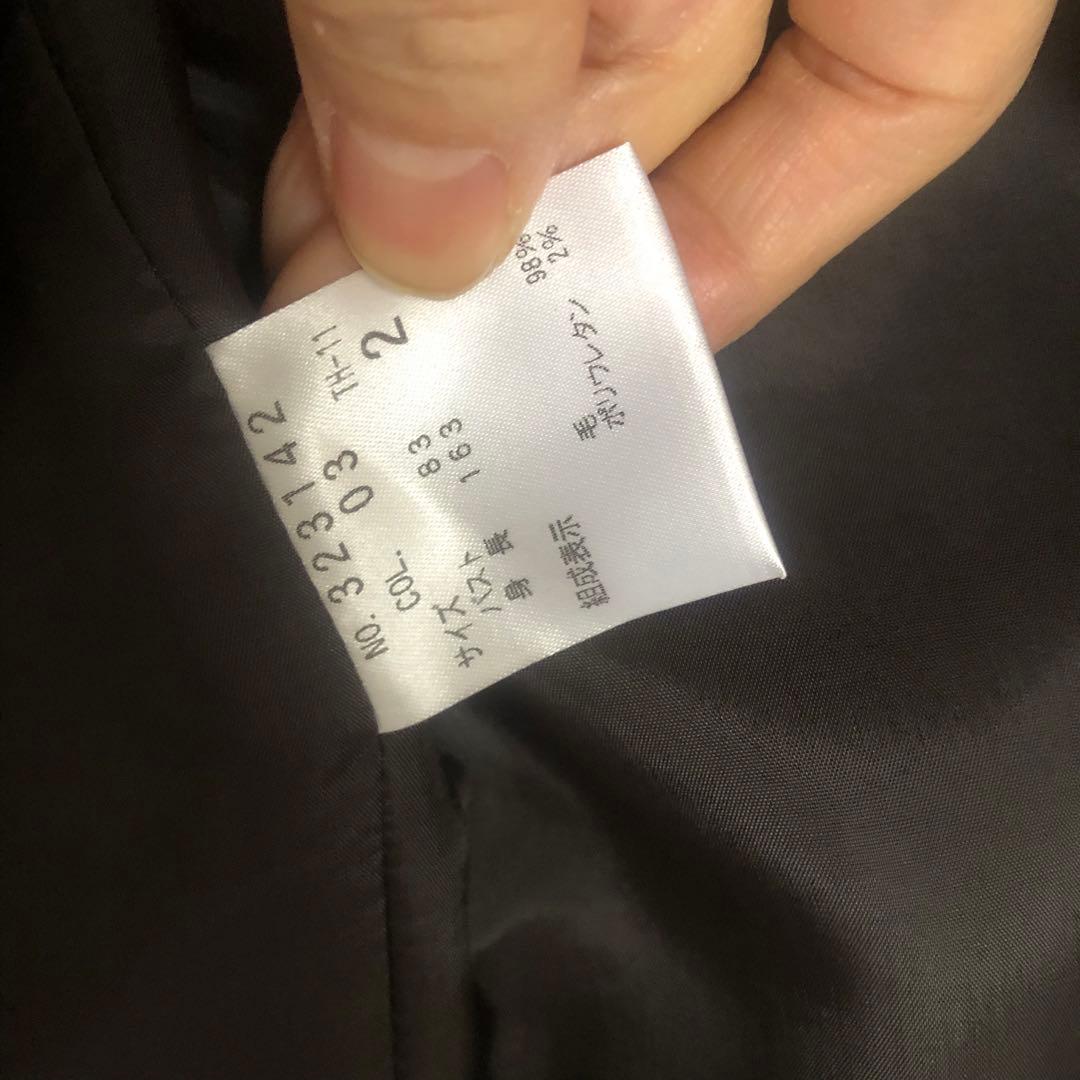 NO. 323142
COL. 03 TH-11
サイズ 2
バスト 83
身長 163
組成表示
毛 98%
ポリウレタン 2%